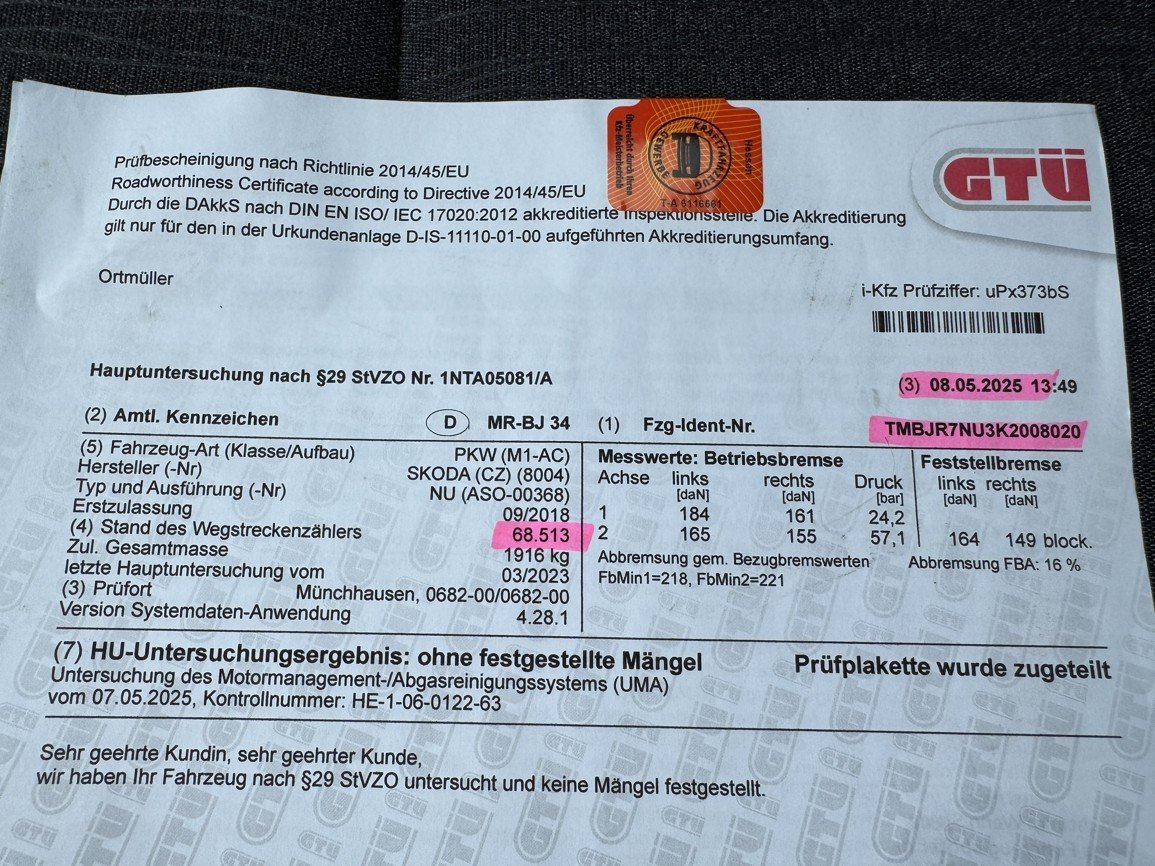 Überreicht durch Ihren
Kfz-Meisterbetrieb
KRAFTFAHRZEUG
GEWERBE
Hessen
T-A 6116661
GTÜ
Prüfbescheinigung nach Richtlinie 2014/45/EU
Roadworthiness Certificate according to Directive 2014/45/EU
Durch die DAkkS nach DIN EN ISO/ IEC 17020:2012 akkreditierte Inspektionsstelle. Die Akkreditierung
gilt nur für den in der Urkundenanlage D-IS-11110-01-00 aufgeführten Akkreditierungsumfang.
Ortmüller
i-Kfz Prüfziffer: uPx373bS
Hauptuntersuchung nach §29 StVZO Nr. 1NTA05081/A
(3) 08.05.2025 13:49
(2) Amtl. Kennzeichen D MR-BJ 34
(1) Fzg-Ident-Nr. TMBJR7NU3K2008020
(5) Fahrzeug-Art (Klasse/Aufbau) PKW (M1-AC)
Hersteller (-Nr) SKODA (CZ) (8004)
Typ und Ausführung (-Nr) NU (ASO-00368)
Erstzulassung 09/2018
(4) Stand des Wegstreckenzählers 68.513
Zul. Gesamtmasse 1916 kg
letzte Hauptuntersuchung vom 03/2023
(3) Prüfort Münchhausen, 0682-00/0682-00
Version Systemdaten-Anwendung 4.28.1
Messwerte: Betriebsbremse
Achse links rechts Druck
[daN] [daN] [bar]
1 184 161 24,2
2 165 155 57,1
Abbremsung gem. Bezugbremswerten
FbMin1=218, FbMin2=221
Feststellbremse
links rechts
[daN] [daN]
164 149 block.
Abbremsung FBA: 16 %
(7) HU-Untersuchungsergebnis: ohne festgestellte Mängel
Prüfplakette wurde zugeteilt
Untersuchung des Motormanagement-/Abgasreinigungssystems (UMA)
vom 07.05.2025, Kontrollnummer: HE-1-06-0122-63
Sehr geehrte Kundin, sehr geehrter Kunde,
wir haben Ihr Fahrzeug nach §29 StVZO untersucht und keine Mängel festgestellt.